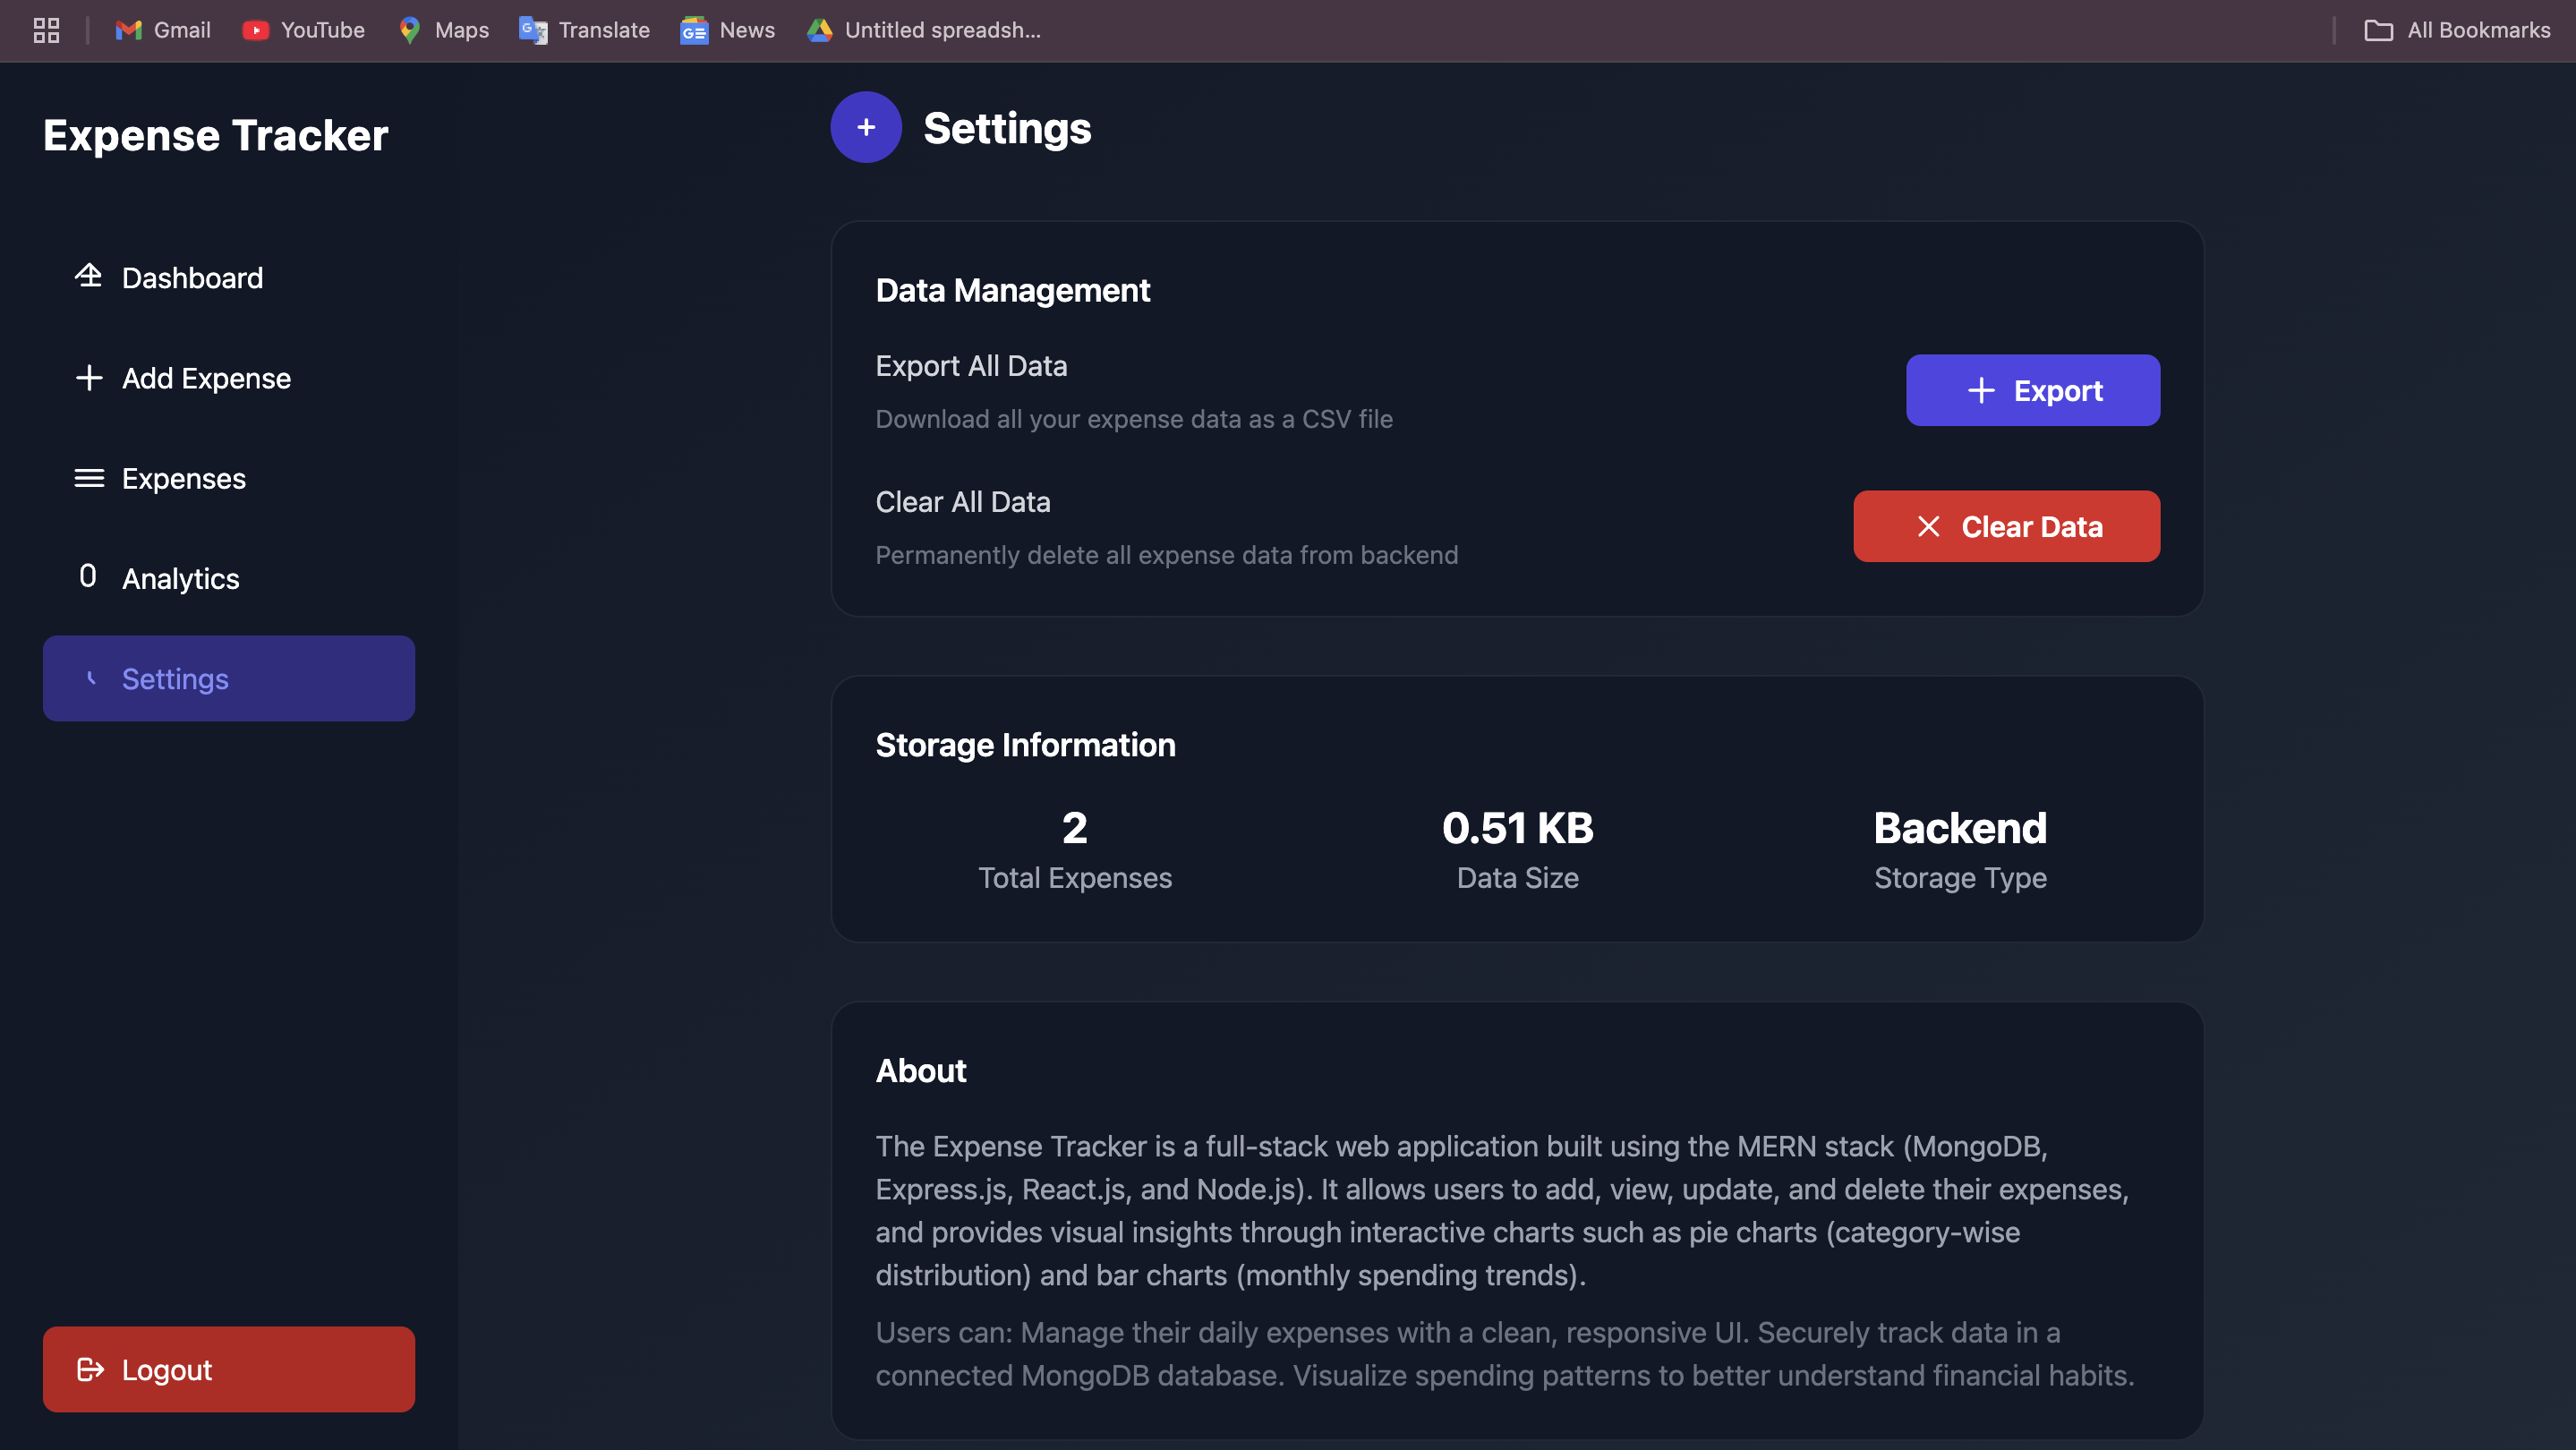 Gmail
YouTube
Maps
Translate
News
Untitled spreadsh...
All Bookmarks
Expense Tracker
Dashboard
Add Expense
Expenses
Analytics
Settings
Logout
Settings
Data Management
Export All Data
Download all your expense data as a CSV file
Export
Clear All Data
Permanently delete all expense data from backend
Clear Data
Storage Information
2
Total Expenses
0.51 KB
Data Size
Backend
Storage Type
About
The Expense Tracker is a full-stack web application built using the MERN stack (MongoDB,
Express.js, React.js, and Node.js). It allows users to add, view, update, and delete their expenses,
and provides visual insights through interactive charts such as pie charts (category-wise
distribution) and bar charts (monthly spending trends).
Users can: Manage their daily expenses with a clean, responsive UI. Securely track data in a
connected MongoDB database. Visualize spending patterns to better understand financial habits.